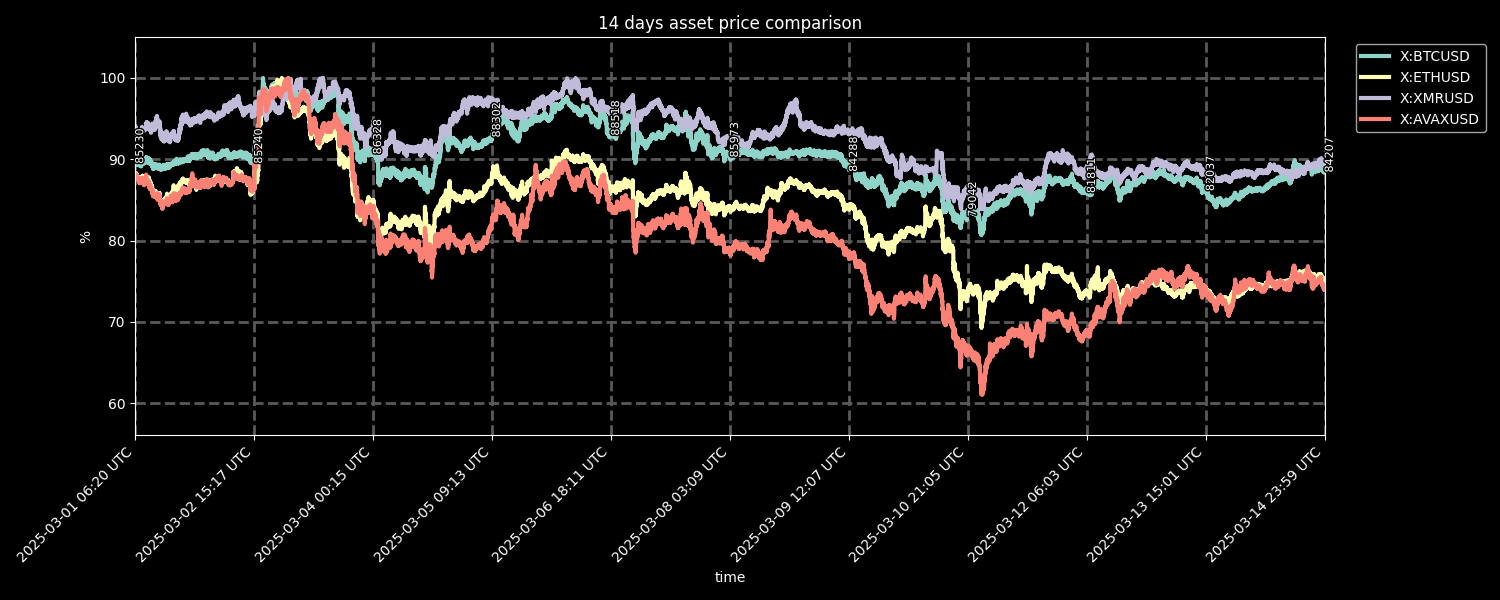 14 days asset price comparison
X:BTCUSD
X:ETHUSD
X:XMRUSD
X:AVAXUSD
100
90
80
70
60
%
85230
85240
86328
88302
88518
85973
84288
79042
81811
82037
84207
2025-03-01 06:20 UTC
2025-03-02 15:17 UTC
2025-03-04 00:15 UTC
2025-03-05 09:13 UTC
2025-03-06 18:11 UTC
2025-03-08 03:09 UTC
2025-03-09 12:07 UTC
2025-03-10 21:05 UTC
2025-03-12 06:03 UTC
2025-03-13 15:01 UTC
2025-03-14 23:59 UTC
time